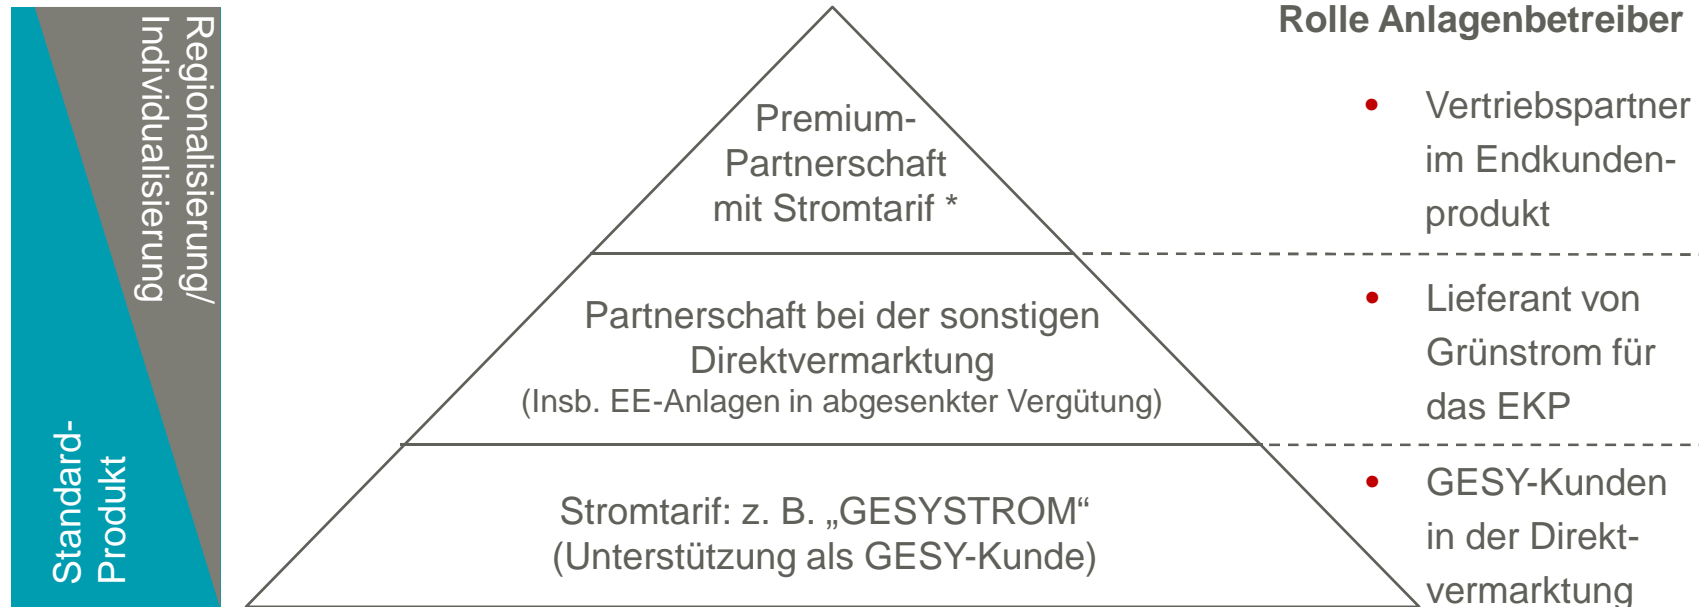 Regionalisierung/
Individualisierung
Standard-
Produkt
Premium-
Partnerschaft
mit Stromtarif *
Partnerschaft bei der sonstigen
Direktvermarktung
(Insb. EE-Anlagen in abgesenkter Vergütung)
Stromtarif: z. B. „GESYSTROM“
(Unterstützung als GESY-Kunde)
Rolle Anlagenbetreiber
• Vertriebspartner
im Endkunden-
produkt
• Lieferant von
Grünstrom für
das EKP
• GESY-Kunden
in der Direkt-
vermarktung